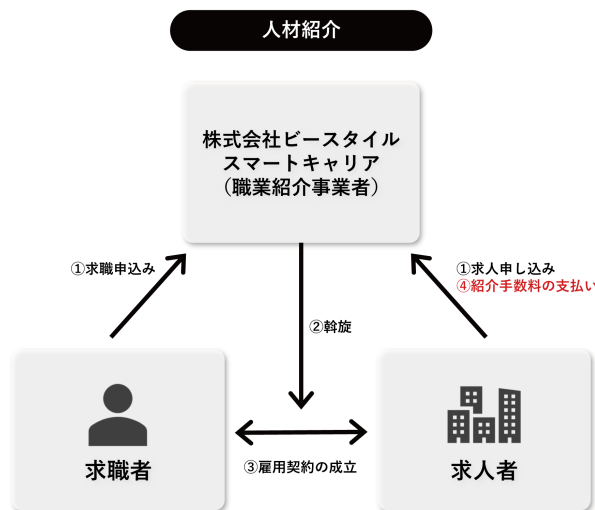 人材紹介
株式会社ビースタイル
スマートキャリア
（職業紹介事業者）
①求職申込み
①求人申し込み
④紹介手数料の支払い
②斡旋
③雇用契約の成立
求職者
求人者